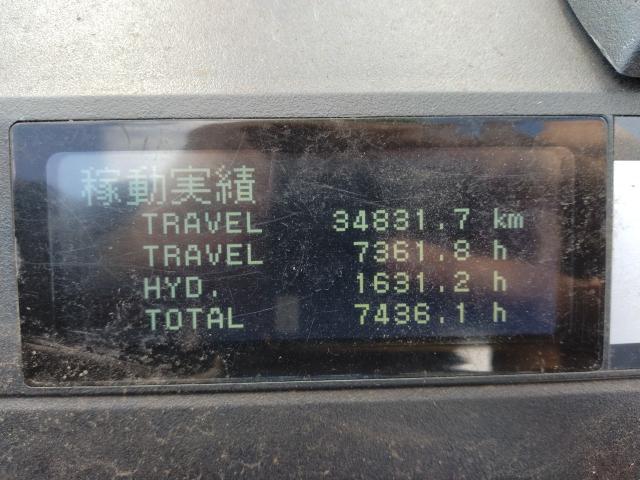 稼動実績
TRAVEL 34831.7 km
TRAVEL 7361.8 h
HYD. 1631.2 h
TOTAL 7436.1 h